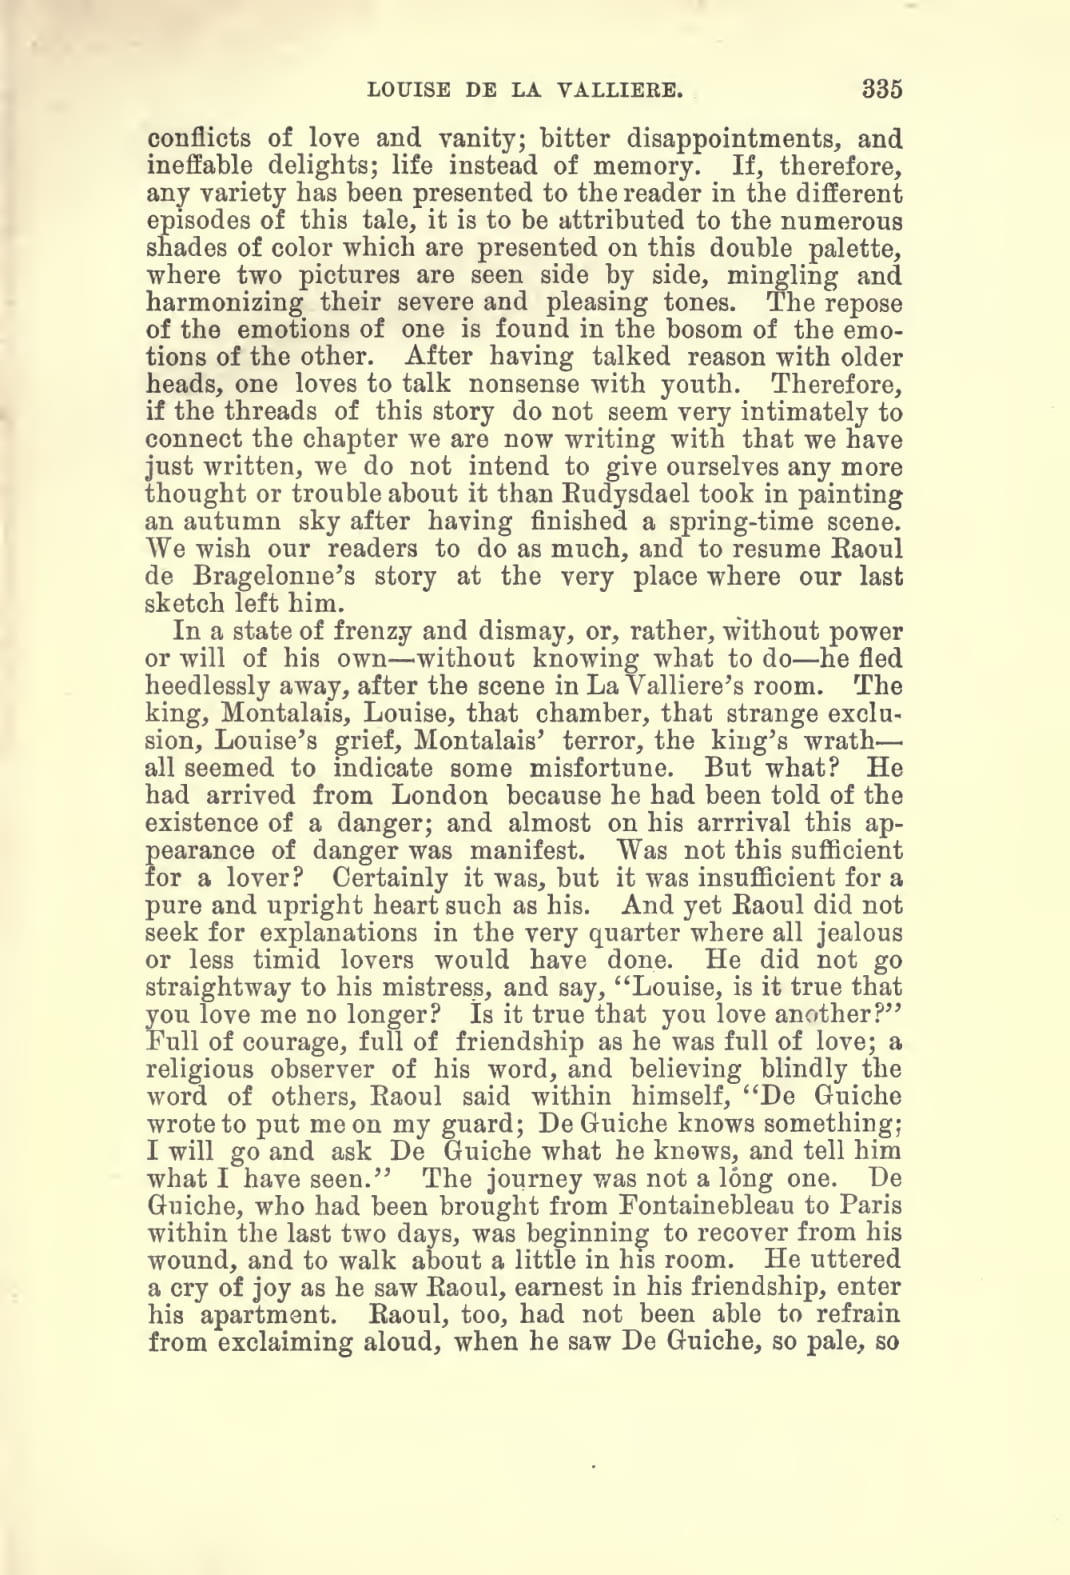 LOUISE DE LA VALLIERE. 335
conflicts of love and vanity; bitter disappointments, and
ineffable delights; life instead of memory. If, therefore,
any variety has been presented to the reader in the different
episodes of this tale, it is to be attributed to the numerous
shades of color which are presented on this double palette,
where two pictures are seen side by side, mingling and
harmonizing their severe and pleasing tones. The repose
of the emotions of one is found in the bosom of the emo-
tions of the other. After having talked reason with older
heads, one loves to talk nonsense with youth. Therefore,
if the threads of this story do not seem very intimately to
connect the chapter we are now writing with that we have
just written, we do not intend to give ourselves any more
thought or trouble about it than Rudysdael took in painting
an autumn sky after having finished a spring-time scene.
We wish our readers to do as much, and to resume Raoul
de Bragelonne's story at the very place where our last
sketch left him.
In a state of frenzy and dismay, or, rather, without power
or will of his own—without knowing what to do—he fled
heedlessly away, after the scene in La Valliere's room. The
king, Montalais, Louise, that chamber, that strange exclu-
sion, Louise's grief, Montalais' terror, the king's wrath—
all seemed to indicate some misfortune. But what? He
had arrived from London because he had been told of the
existence of a danger; and almost on his arrrival this ap-
pearance of danger was manifest. Was not this sufficient
for a lover? Certainly it was, but it was insufficient for a
pure and upright heart such as his. And yet Raoul did not
seek for explanations in the very quarter where all jealous
or less timid lovers would have done. He did not go
straightway to his mistress, and say, "Louise, is it true that
you love me no longer? Is it true that you love another?"
Full of courage, full of friendship as he was full of love; a
religious observer of his word, and believing blindly the
word of others, Raoul said within himself, "De Guiche
wrote to put me on my guard; De Guiche knows something;
I will go and ask De Guiche what he knows, and tell him
what I have seen." The journey was not a long one. De
Guiche, who had been brought from Fontainebleau to Paris
within the last two days, was beginning to recover from his
wound, and to walk about a little in his room. He uttered
a cry of joy as he saw Raoul, earnest in his friendship, enter
his apartment. Raoul, too, had not been able to refrain
from exclaiming aloud, when he saw De Guiche, so pale, so